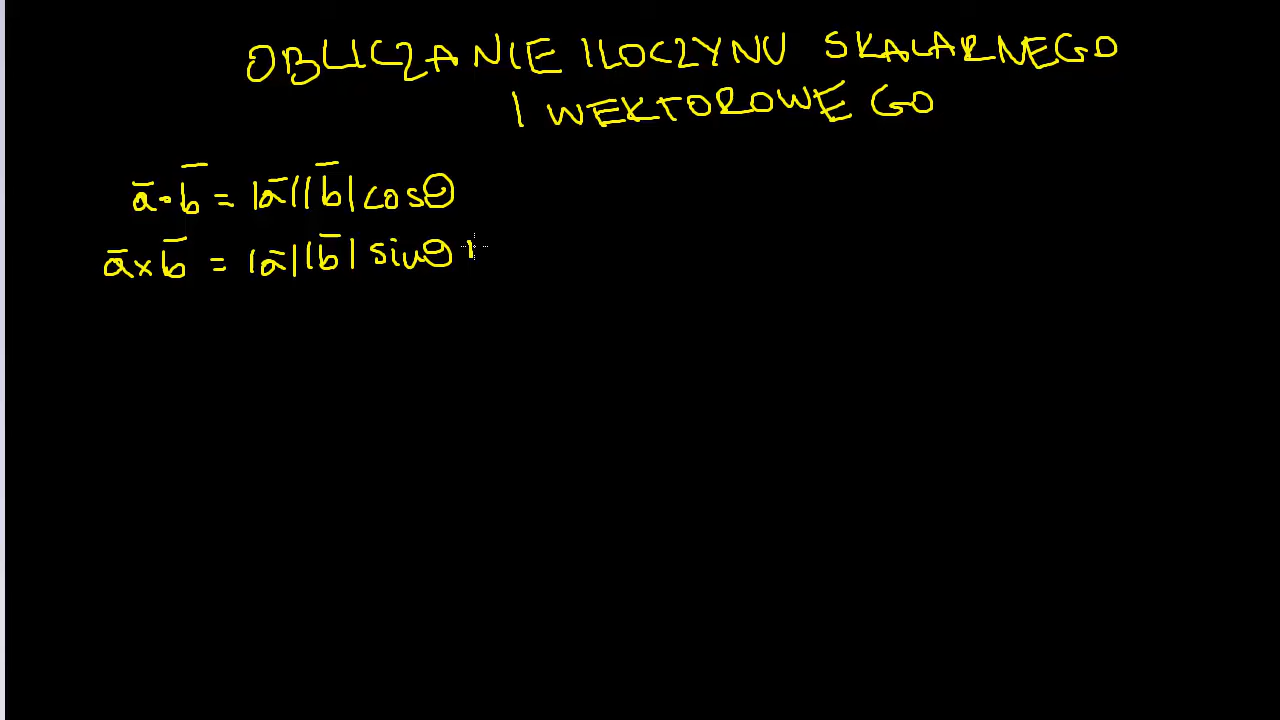 OBLICZANIE ILOCZYNU SKALARNEGO
I WEKTOROWEGO
ā · b̄ = |ā||b̄| cosθ
ā × b̄ = |ā||b̄| sinθ